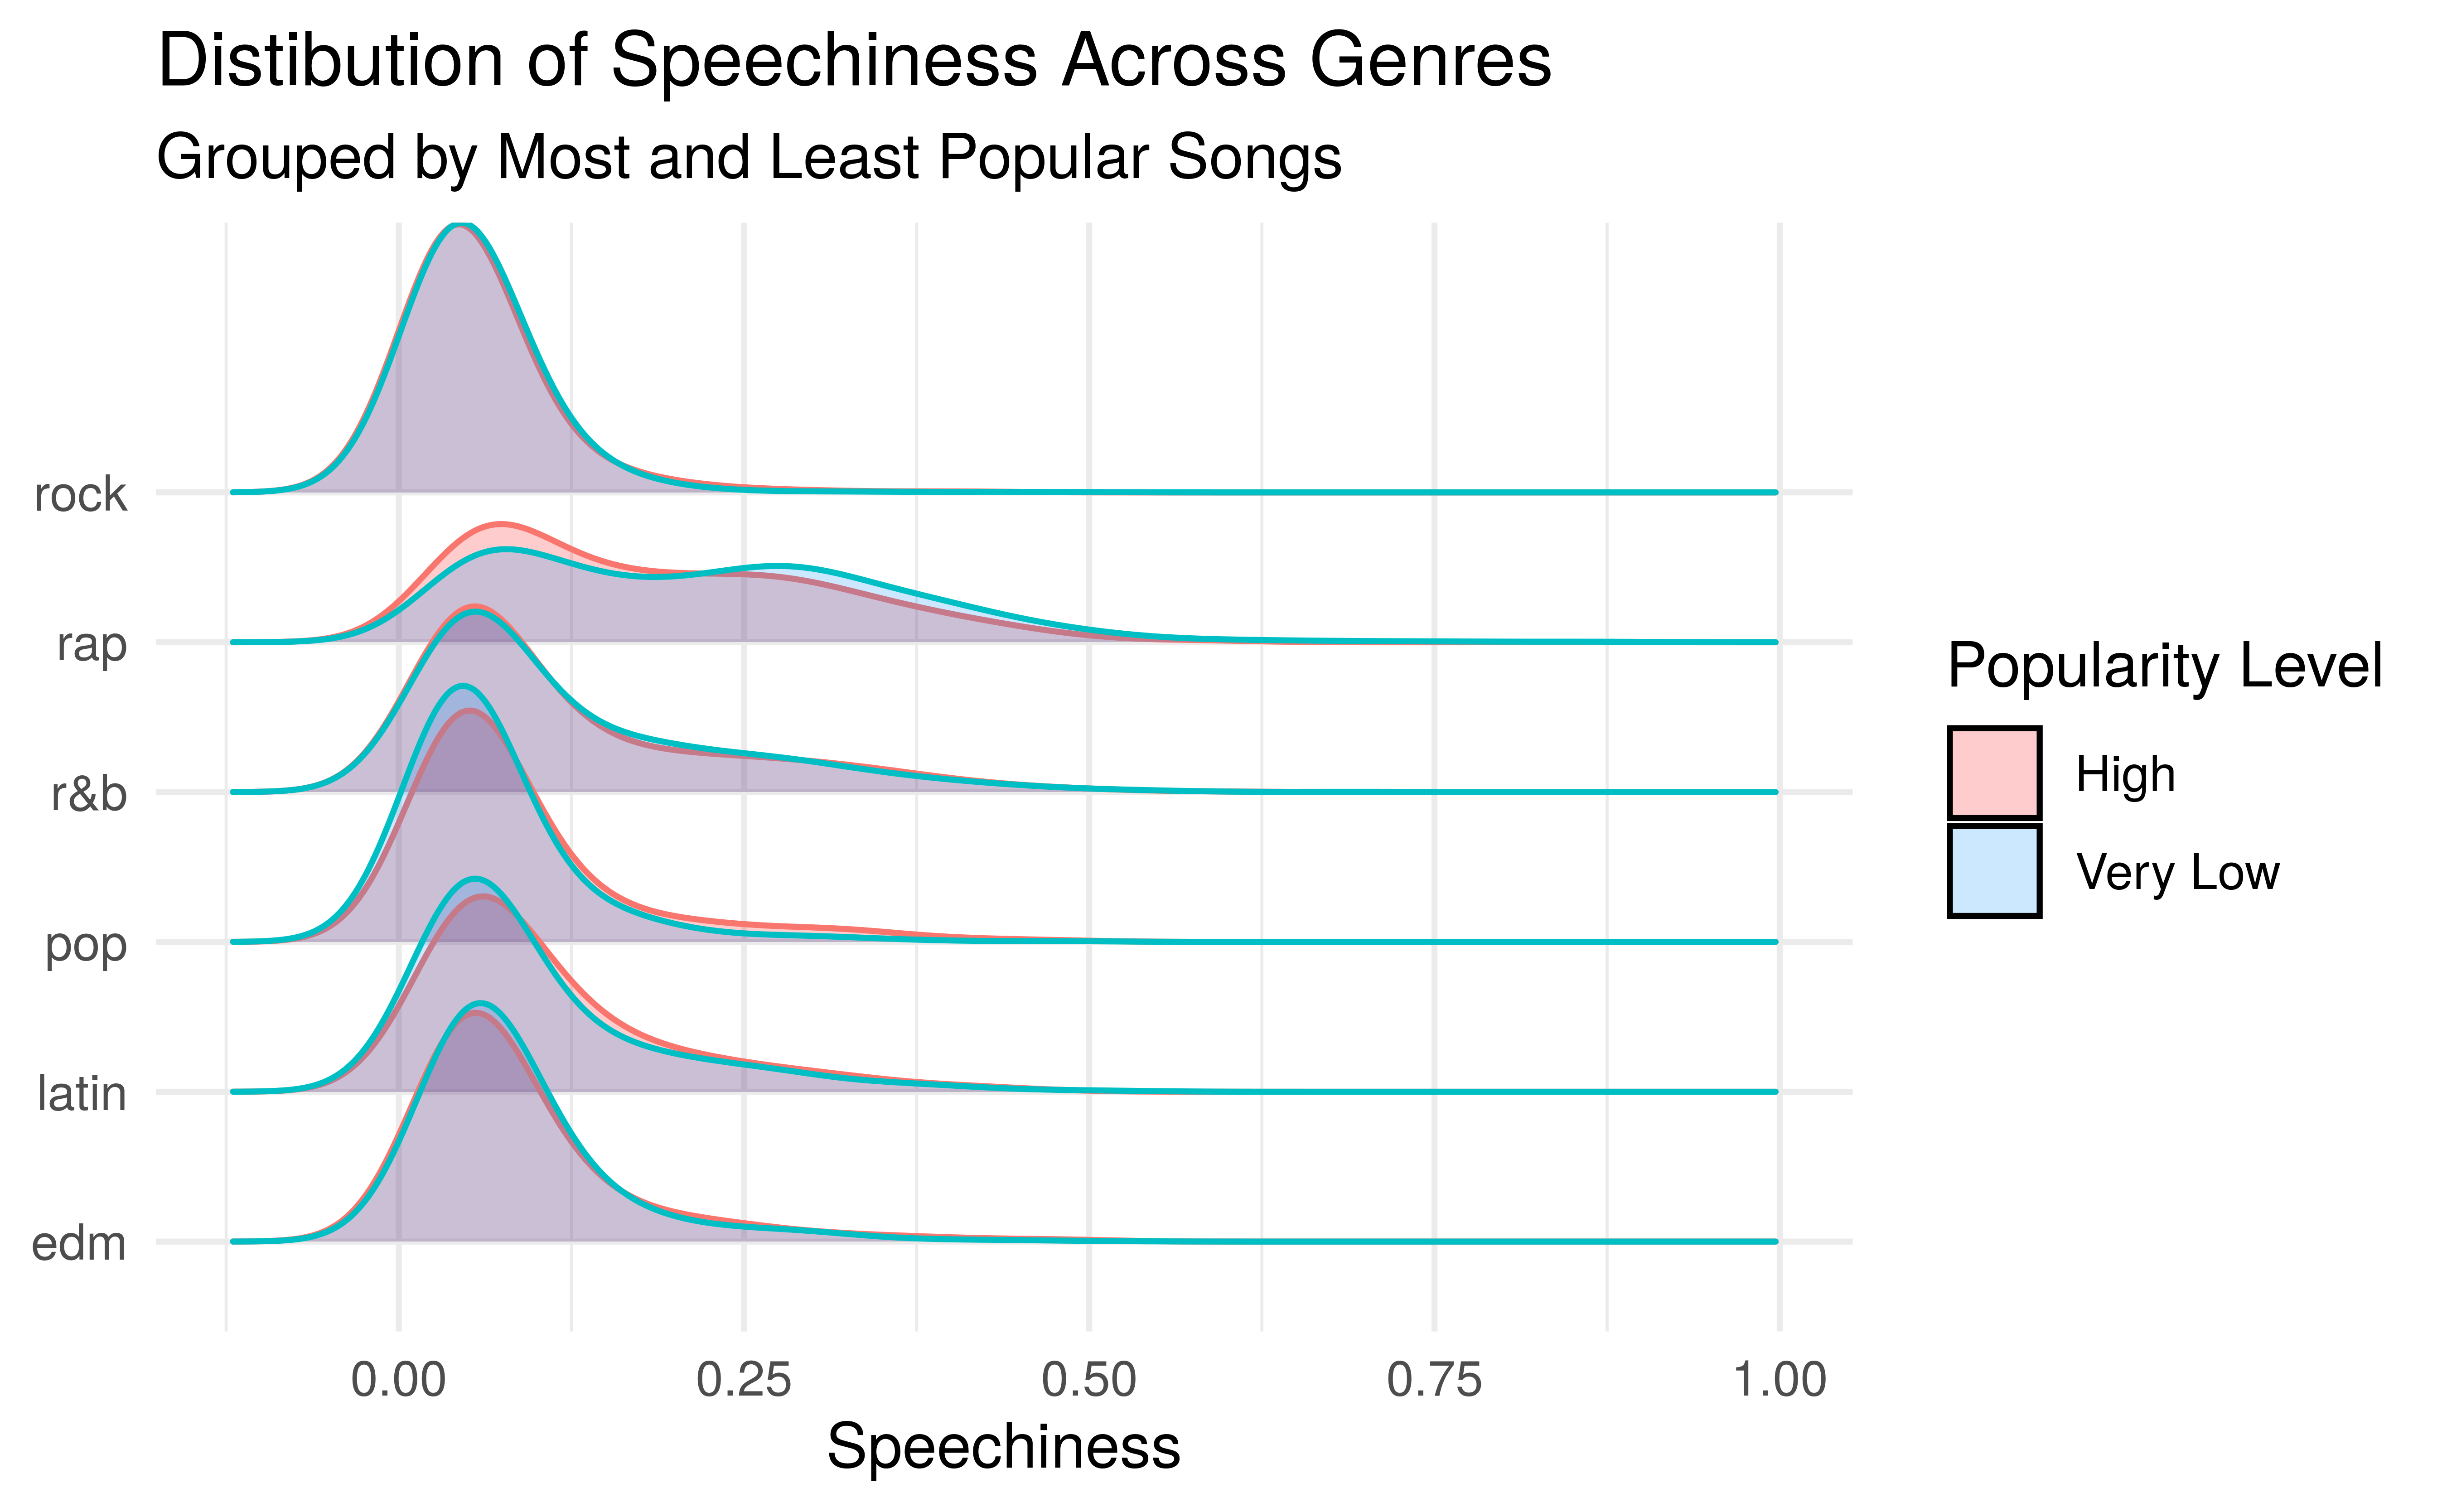 Distibution of Speechiness Across Genres
Grouped by Most and Least Popular Songs
rock
rap
r&b
pop
latin
edm
0.00 0.25 0.50 0.75 1.00
Speechiness
Popularity Level
High
Very Low